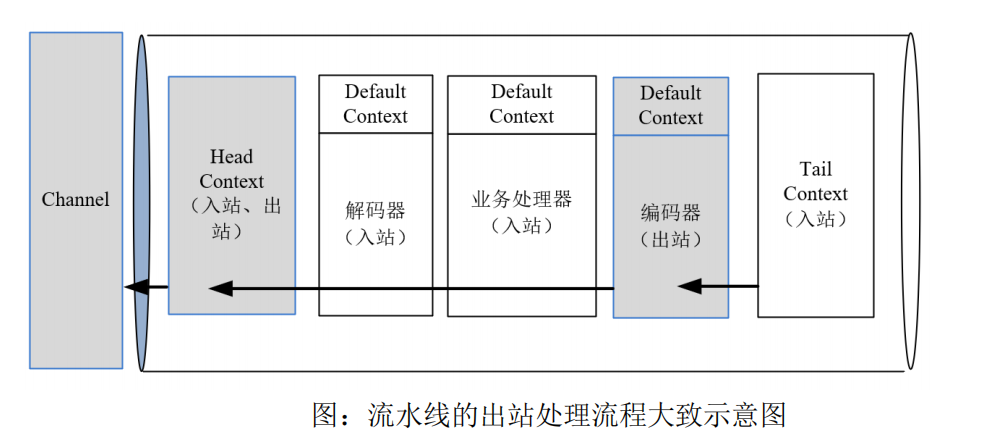 Channel
Head
Context
（入站、出
站）
Default
Context
解码器
（入站）
Default
Context
业务处理器
（入站）
Default
Context
编码器
（出站）
Tail
Context
（入站）
图：流水线的出站处理流程大致示意图